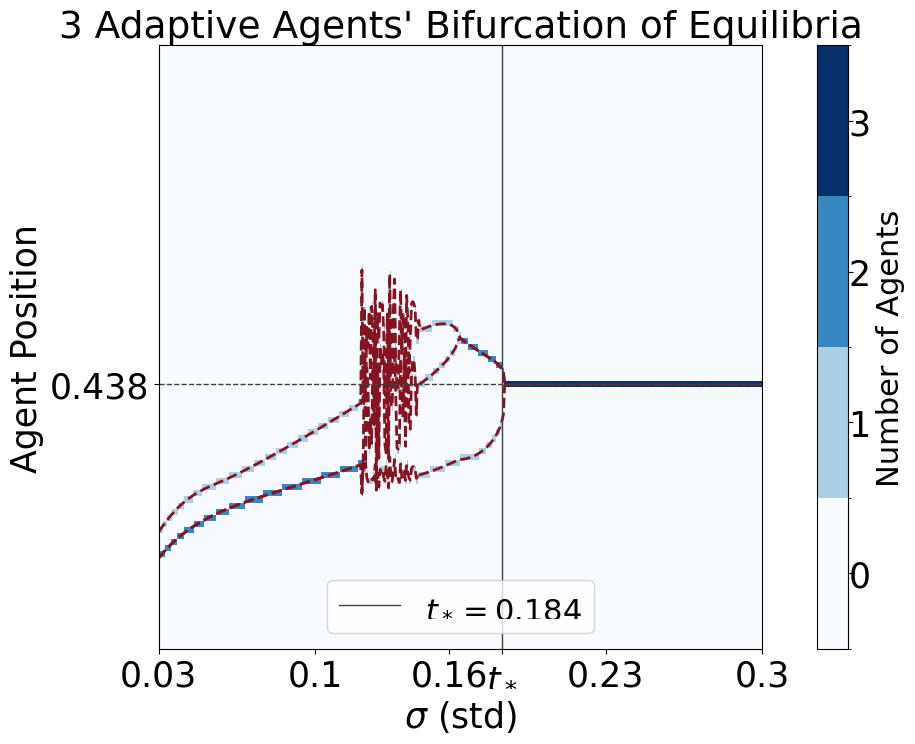 3 Adaptive Agents' Bifurcation of Equilibria
Agent Position
0.438
t* = 0.184
0.03 0.1 0.16 t* 0.23 0.3
σ (std)
3
2
1
0
Number of Agents